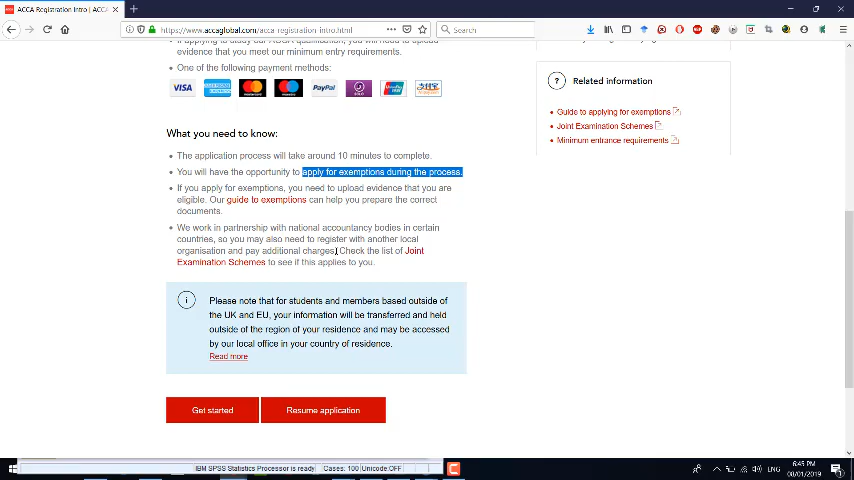 ACCA Registration Intro | ACCA
https://www.accaglobal.com/acca-registration-intro.html
Search
evidence that you meet our minimum entry requirements.
One of the following payment methods:
VISA
PayPal
What you need to know:
The application process will take around 10 minutes to complete.
You will have the opportunity to apply for exemptions during the process.
If you apply for exemptions, you need to upload evidence that you are
eligible. Our guide to exemptions can help you prepare the correct
documents.
We work in partnership with national accountancy bodies in certain
countries, so you may also need to register with another local
organisation and pay additional charges. Check the list of Joint
Examination Schemes to see if this applies to you.
i
Please note that for students and members based outside of
the UK and EU, your information will be transferred and held
outside of the region of your residence and may be accessed
by our local office in your country of residence.
Read more
Get started
Resume application
?
Related information
Guide to applying for exemptions
Joint Examination Schemes
Minimum entrance requirements
IBM SPSS Statistics Processor is ready
Cases: 100
Unicode:OFF
ENG
6:45 PM
08/01/2019